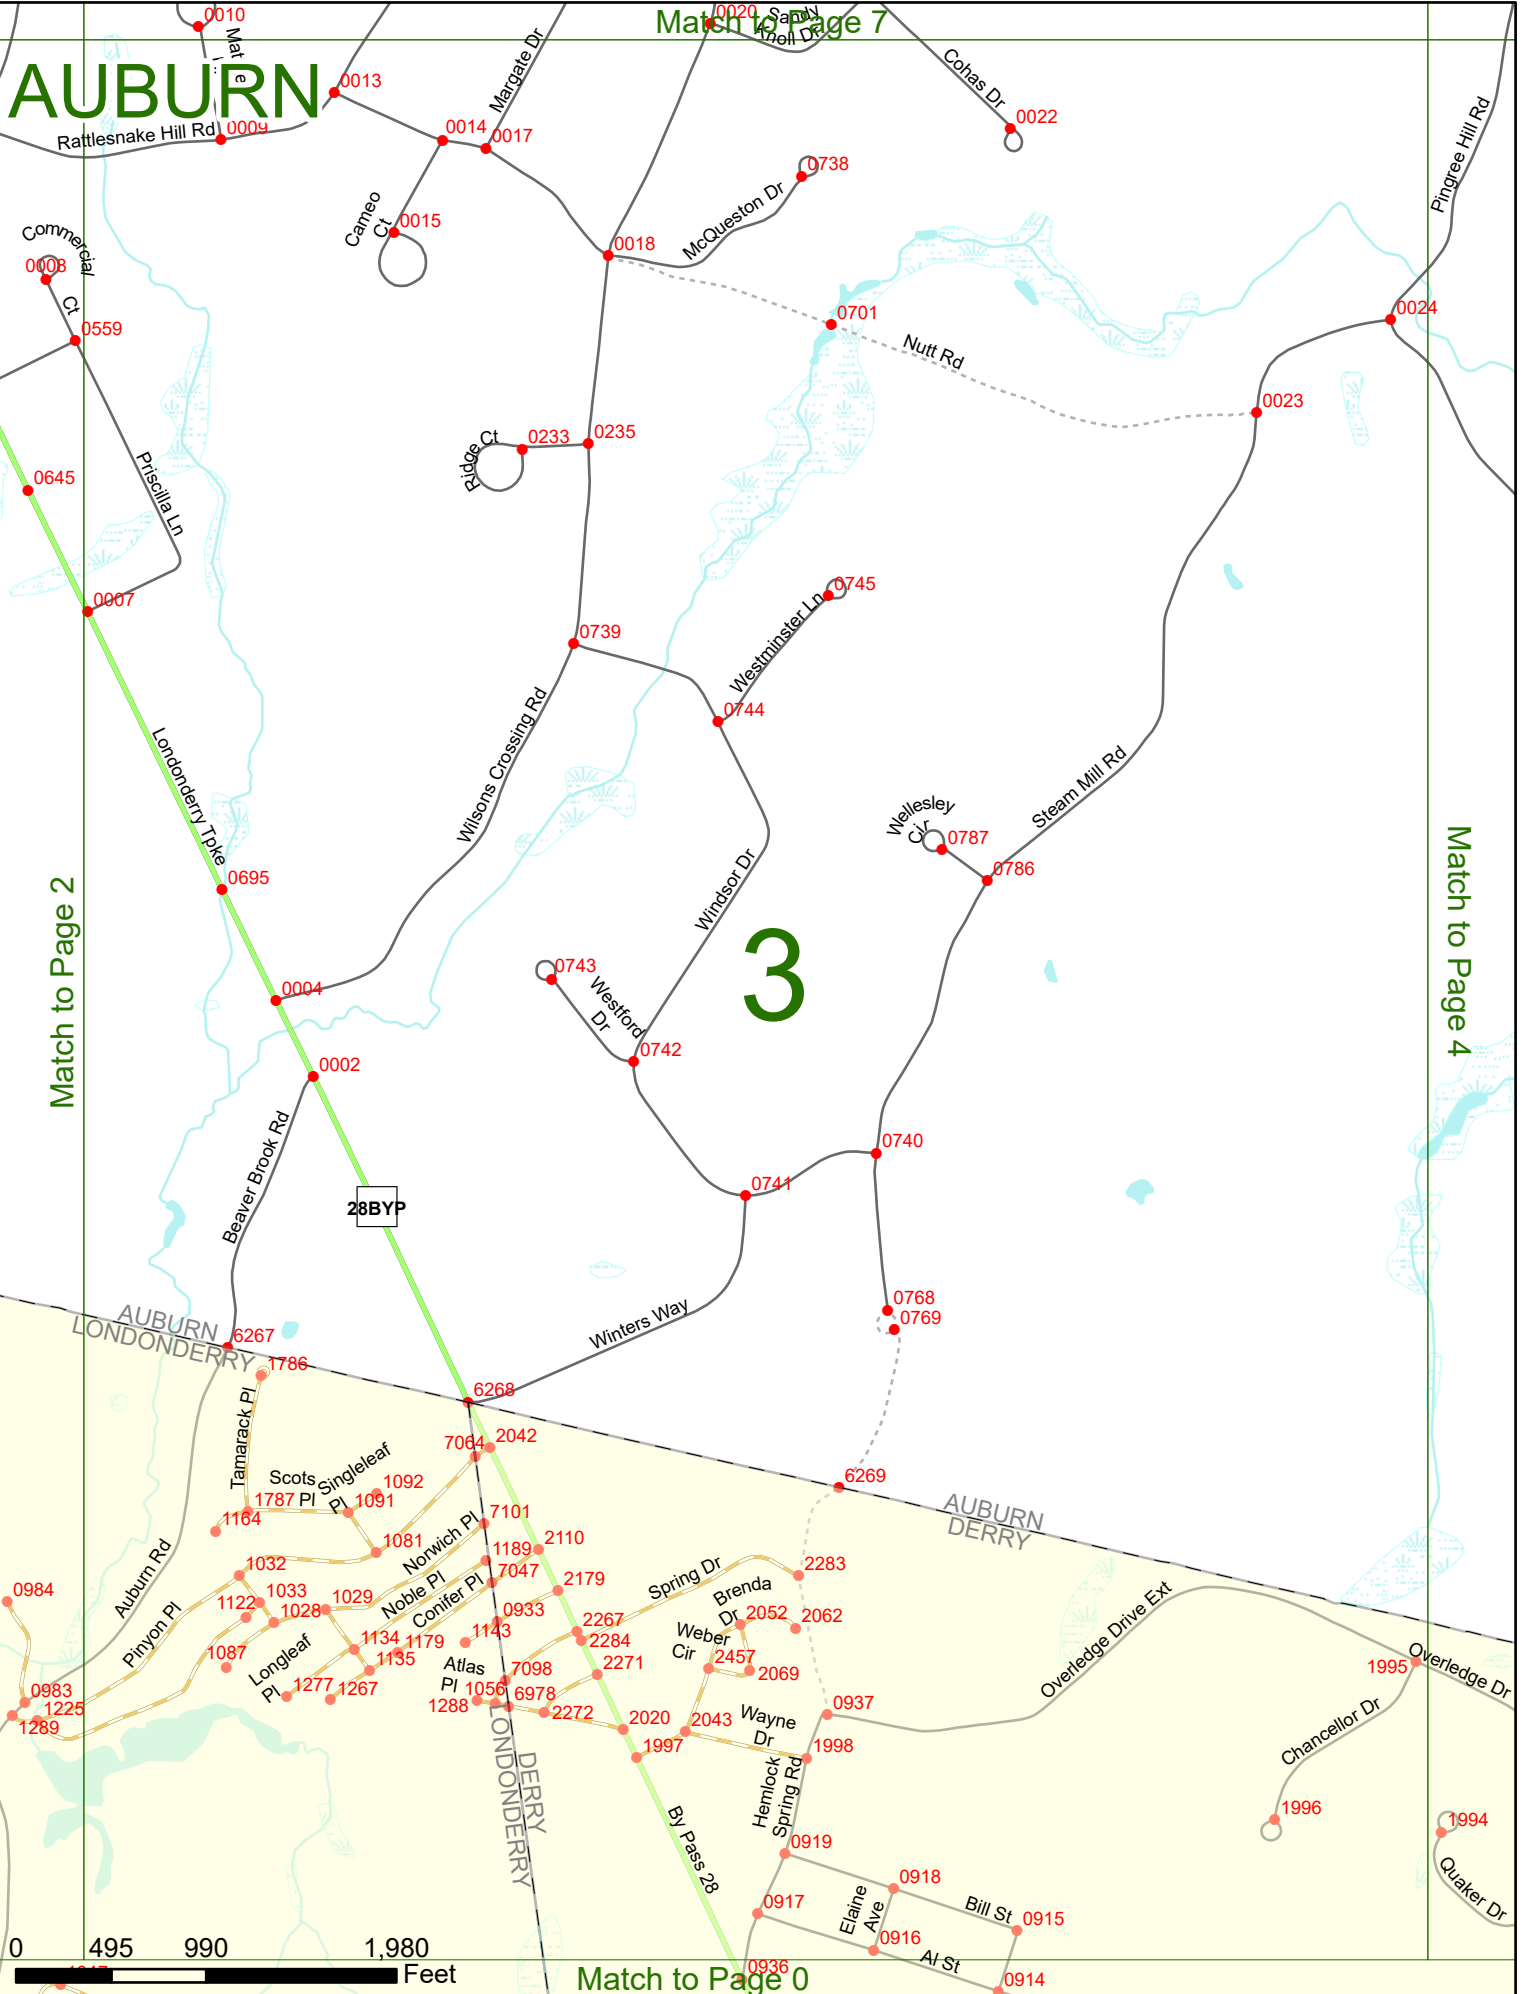 Match to Page 7
AUBURN
0010
0020
Sandy
Knoll Dr
Margate Dr
Cohas Dr
0013
0022
Rattlesnake Hill Rd
0009
0014
0017
Pingree Hill Rd
0738
McQueston Dr
Cameo
Ct
0015
Commercial
Ct
0008
0018
0559
0701
Nutt Rd
0024
0023
Ridge Ct
0233
0235
Priscilla Ln
0645
0007
0745
Westminster Ln
0739
0744
Wilsons Crossing Rd
Londonderry Tpke
Steam Mill Rd
Wellesley
Cir
0787
0786
Windsor Dr
0695
Match to Page 2
Match to Page 4
3
0743
Westford
Dr
0004
0742
0002
Beaver Brook Rd
0740
0741
28BYP
0768
0769
Winters Way
AUBURN
LONDONDERRY
6267
1786
6268
Tamarack Pl
7064
2042
Scots
Pl
Singleleaf
Pl
1092
1787
1091
1164
6269
AUBURN
DERRY
7101
Norwich Pl
1081
1189
2110
Auburn Rd
1032
7047
2283
Noble Pl
Conifer Pl
Spring Dr
Brenda
Dr
0984
1033
1122
1029
2179
1028
0933
2052
2062
Pinyon Pl
1143
2267
2284
Weber
Cir
1134
1179
1087
Longleaf
Pl
1135
Atlas
Pl
7098
2271
2457
2069
Overledge Drive Ext
1995
Overledge Dr
1277
1267
1056
1288
6978
2272
0983
1225
1289
2020
2043
Wayne
Dr
0937
1997
1998
Chancellor Dr
DERRY
LONDONDERRY
Hemlock
Spring Rd
By Pass 28
1996
1994
0919
Quaker Dr
0918
Elaine
Ave
Bill St
0917
0915
0916
Al St
0914
0936
0 495 990 1,980
Feet
Match to Page 0